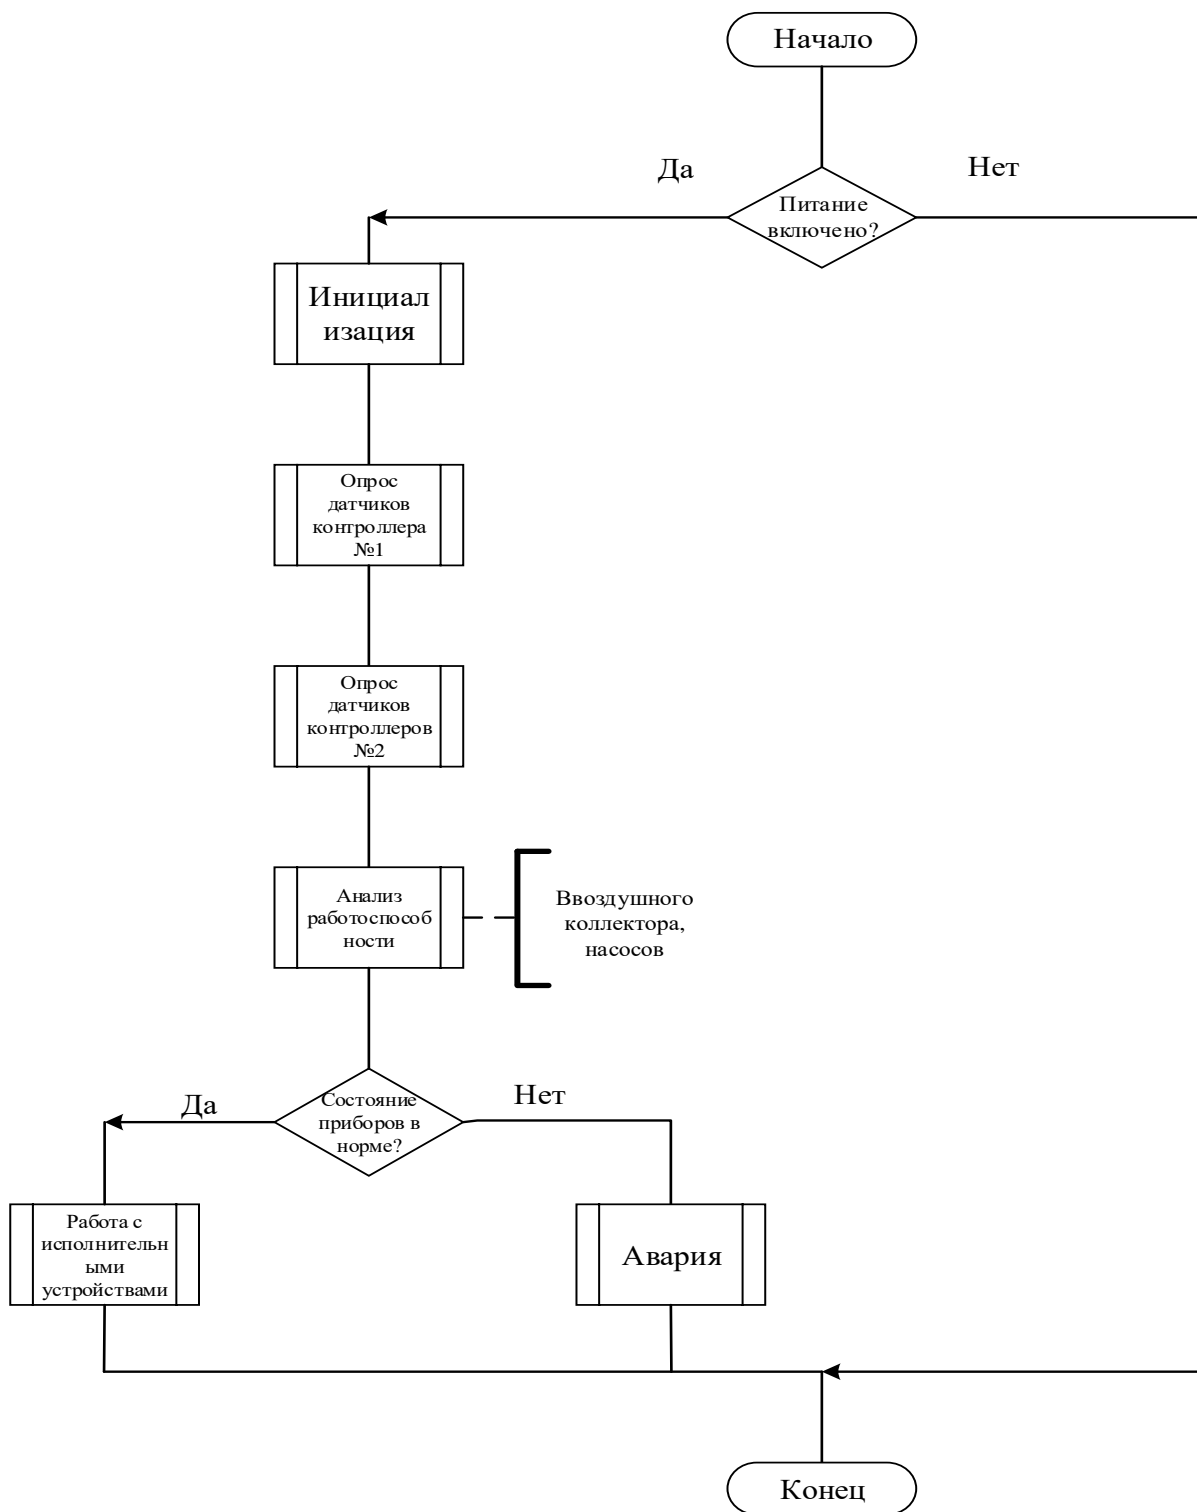 Начало
Да
Нет
Питание
включено?
Инициал
изация
Опрос
датчиков
контроллера
№1
Опрос
датчиков
контроллеров
№2
Анализ
работоспособ
ности
Ввоздушного
коллектора,
насосов
Да
Нет
Состояние
приборов в
норме?
Работа с
исполнительн
ыми
устройствами
Авария
Конец